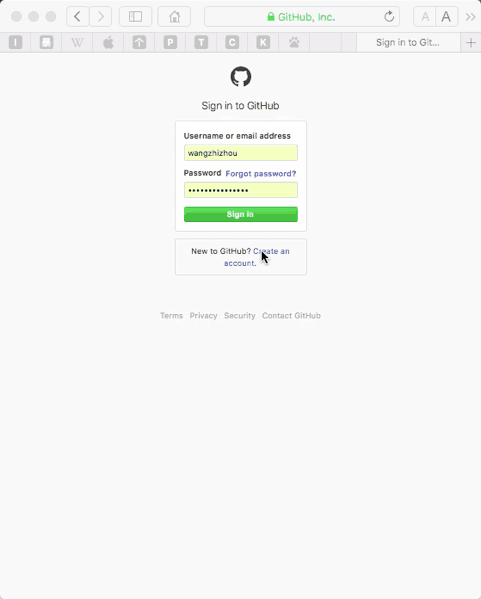 GitHub, Inc.
A A
I W P T C K
Sign in to Git...
Sign in to GitHub
Username or email address
wangzhizhou
Password Forgot password?
•••••••••••••••
Sign in
New to GitHub? Create an
account.
Terms Privacy Security Contact GitHub